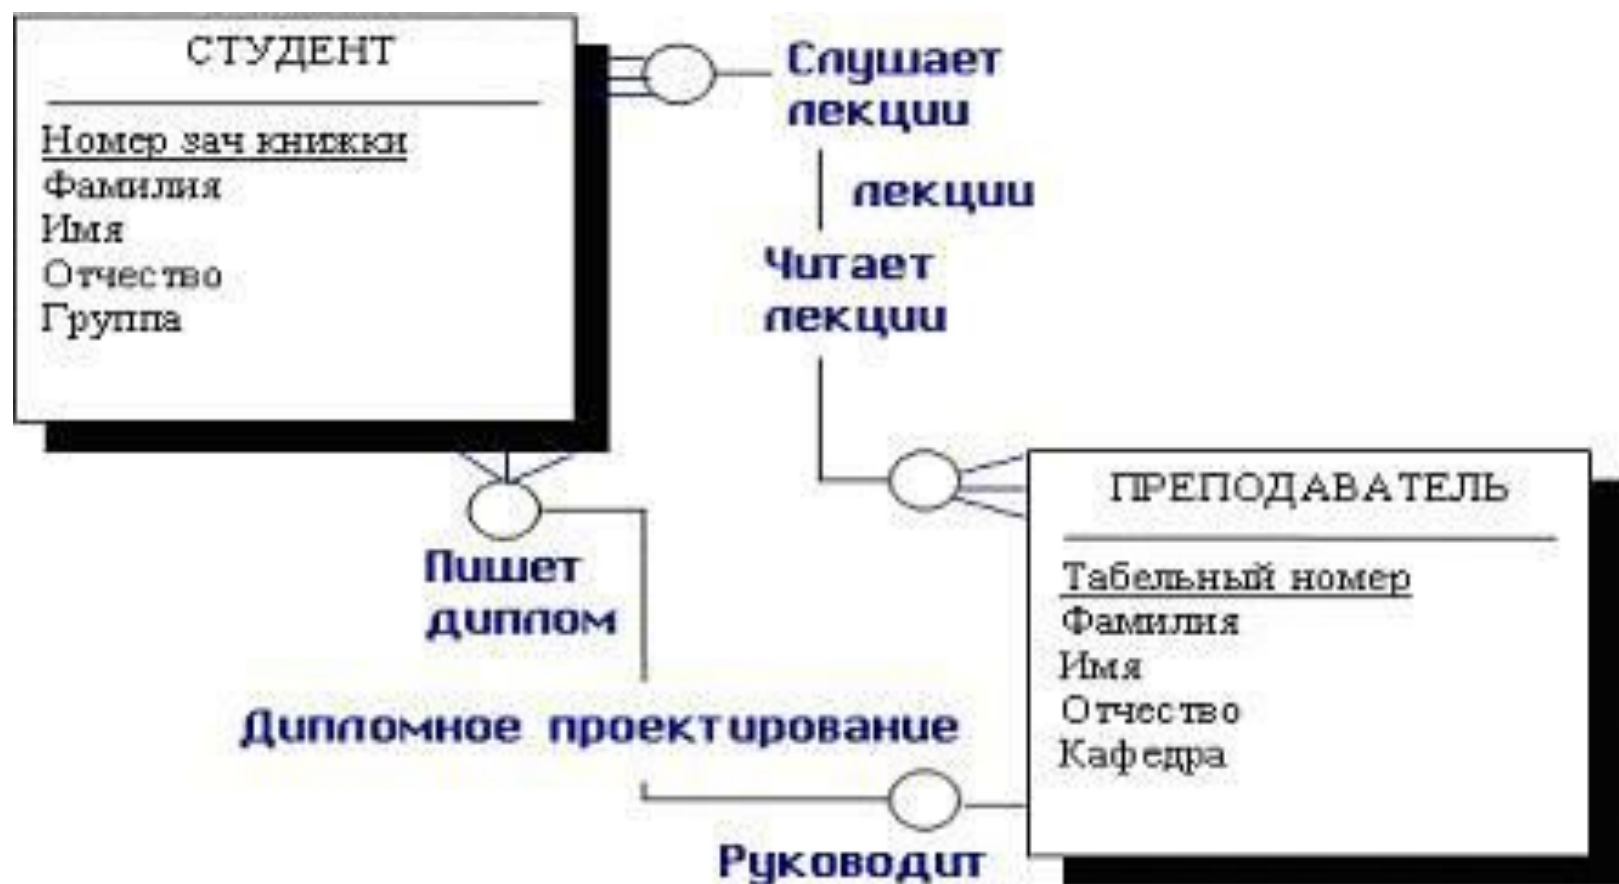 СТУДЕНТ
Номер зач книжки
Фамилия
Имя
Отчество
Группа
Слушает
лекции
лекции
Читает
лекции
Пишет
диплом
Дипломное проектирование
Руководит
ПРЕПОДАВАТЕЛЬ
Табельный номер
Фамилия
Имя
Отчество
Кафедра